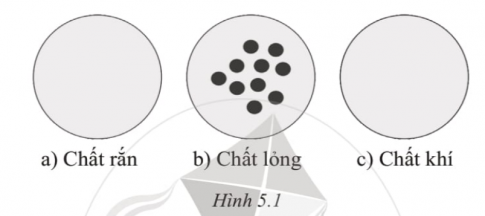 a) Chất rắn b) Chất lỏng c) Chất khí
Hình 5.1